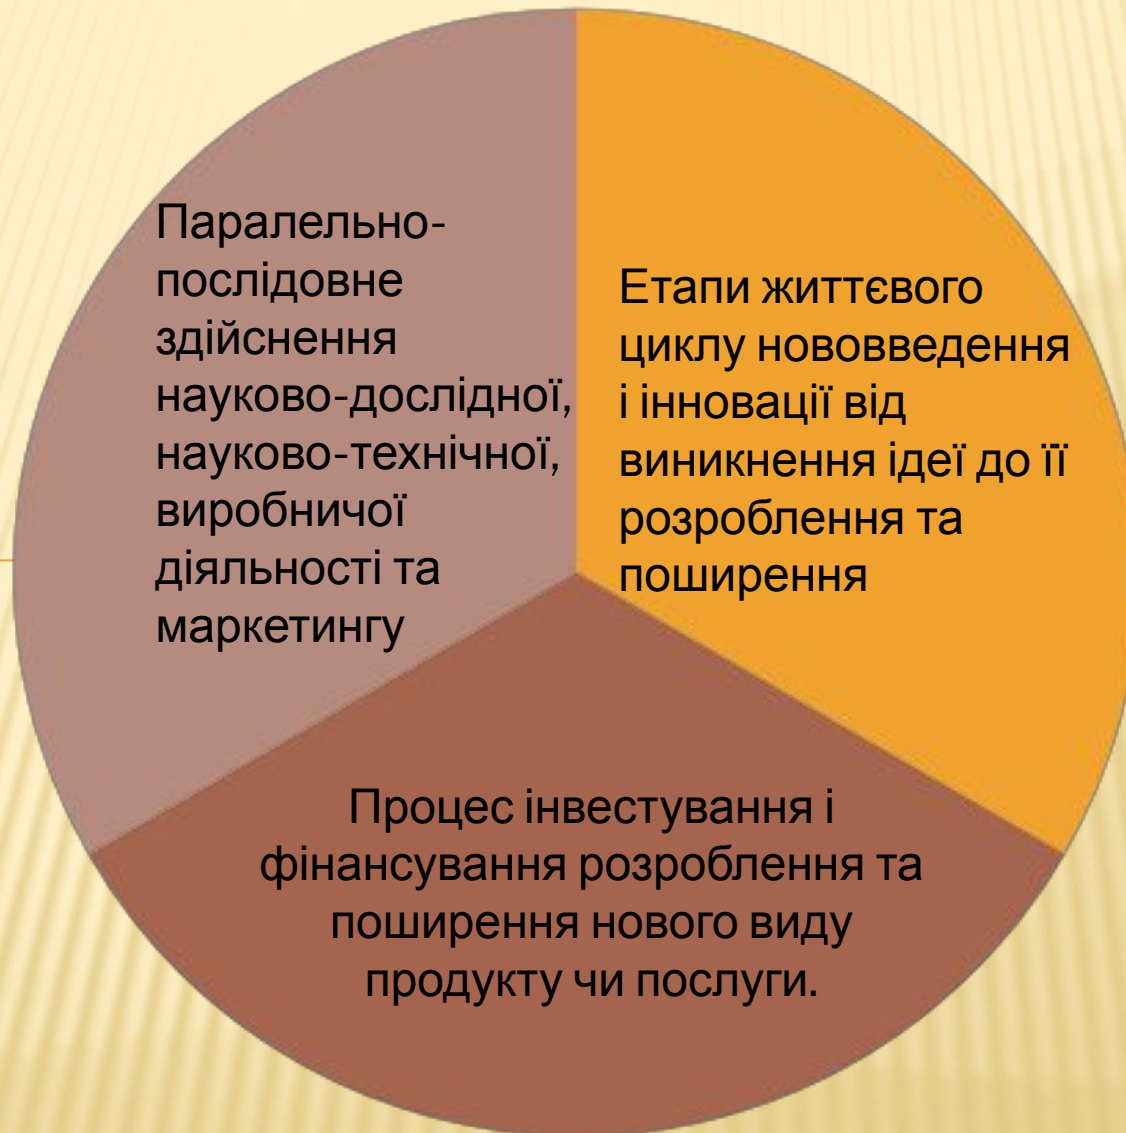 Паралельно-
послідовне
здійснення
науково-дослідної,
науково-технічної,
виробничої
діяльності та
маркетингу
Етапи життєвого
циклу нововведення
і інновації від
виникнення ідеї до її
розроблення та
поширення
Процес інвестування і
фінансування розроблення та
поширення нового виду
продукту чи послуги.